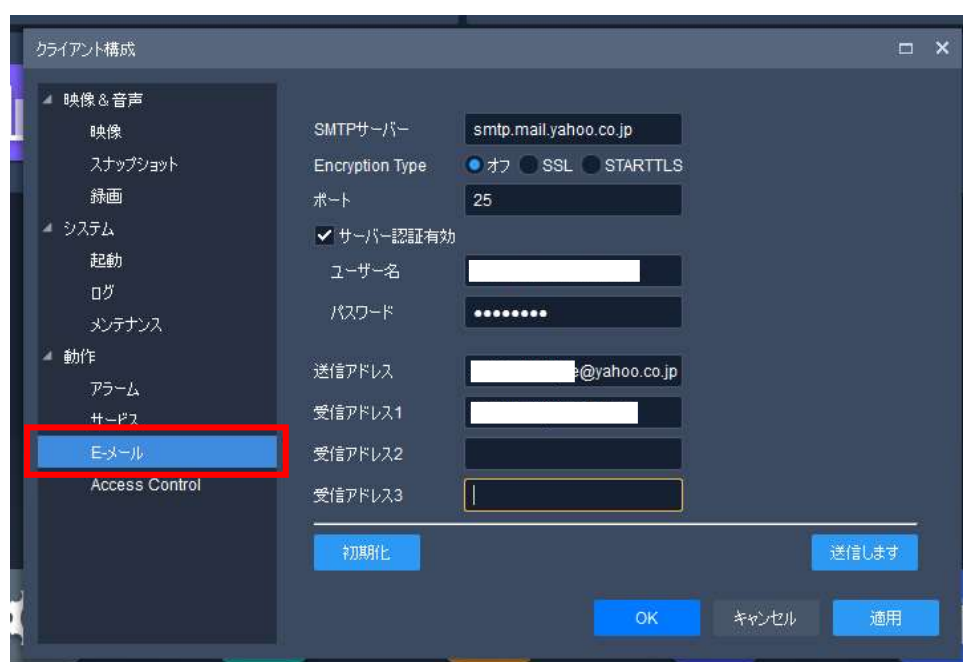 クライアント構成
映像＆音声
映像
スナップショット
録画
システム
起動
ログ
メンテナンス
動作
アラーム
サービス
E-メール
Access Control
SMTPサーバー smtp.mail.yahoo.co.jp
Encryption Type オフ SSL STARTTLS
ポート 25
サーバー認証有効
ユーザー名
パスワード ••••••••
送信アドレス e@yahoo.co.jp
受信アドレス1
受信アドレス2
受信アドレス3
初期化 送信します
OK キャンセル 適用